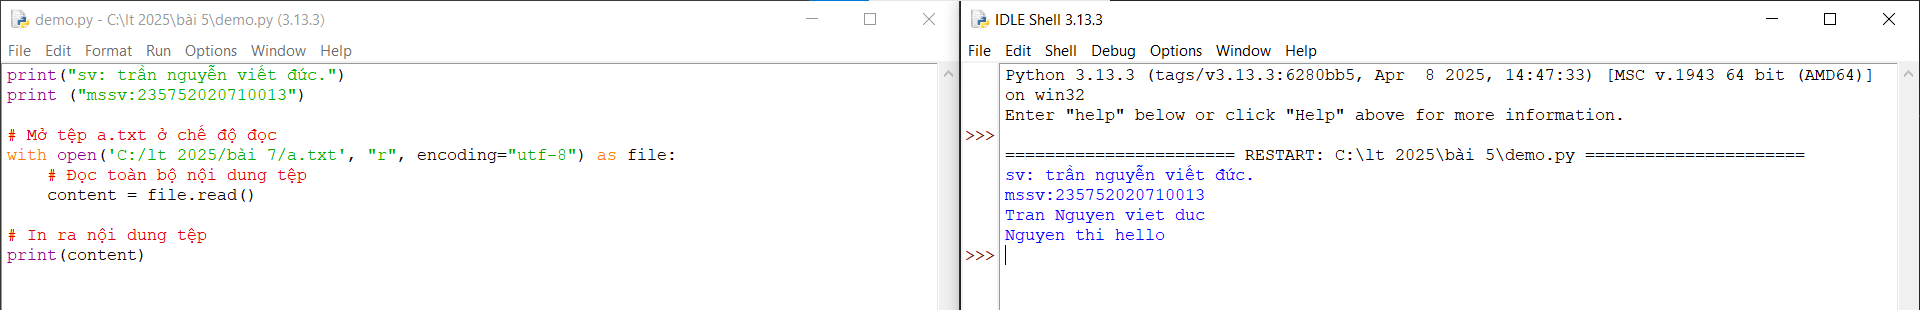 demo.py - C:\lt 2025\bài 5\demo.py (3.13.3)
File Edit Format Run Options Window Help
print("sv: trần nguyễn viết đức.")
print ("mssv:235752020710013")
# Mở tệp a.txt ở chế độ đọc
with open('C:/lt 2025/bài 7/a.txt', "r", encoding="utf-8") as file:
    # Đọc toàn bộ nội dung tệp
    content = file.read()
# In ra nội dung tệp
print(content)
IDLE Shell 3.13.3
File Edit Shell Debug Options Window Help
Python 3.13.3 (tags/v3.13.3:6280bb5, Apr  8 2025, 14:47:33) [MSC v.1943 64 bit (AMD64)]
on win32
Enter "help" below or click "Help" above for more information.
>>>
======================= RESTART: C:\lt 2025\bài 5\demo.py ======================
sv: trần nguyễn viết đức.
mssv:235752020710013
Tran Nguyen viet duc
Nguyen thi hello
>>>